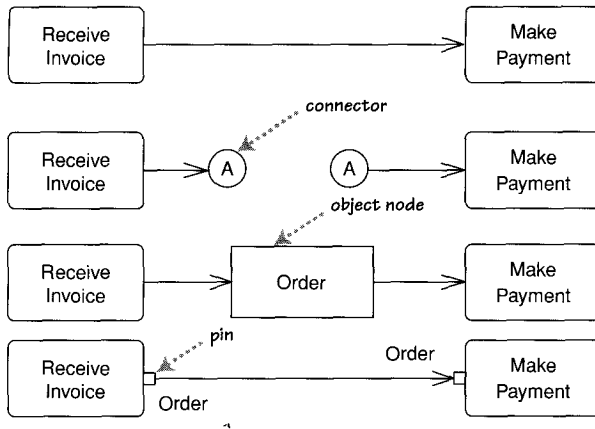 Receive
Invoice
Make
Payment
connector
Receive
Invoice
A
A
Make
Payment
object node
Receive
Invoice
Order
Make
Payment
pin
Receive
Invoice
Order
Order
Make
Payment